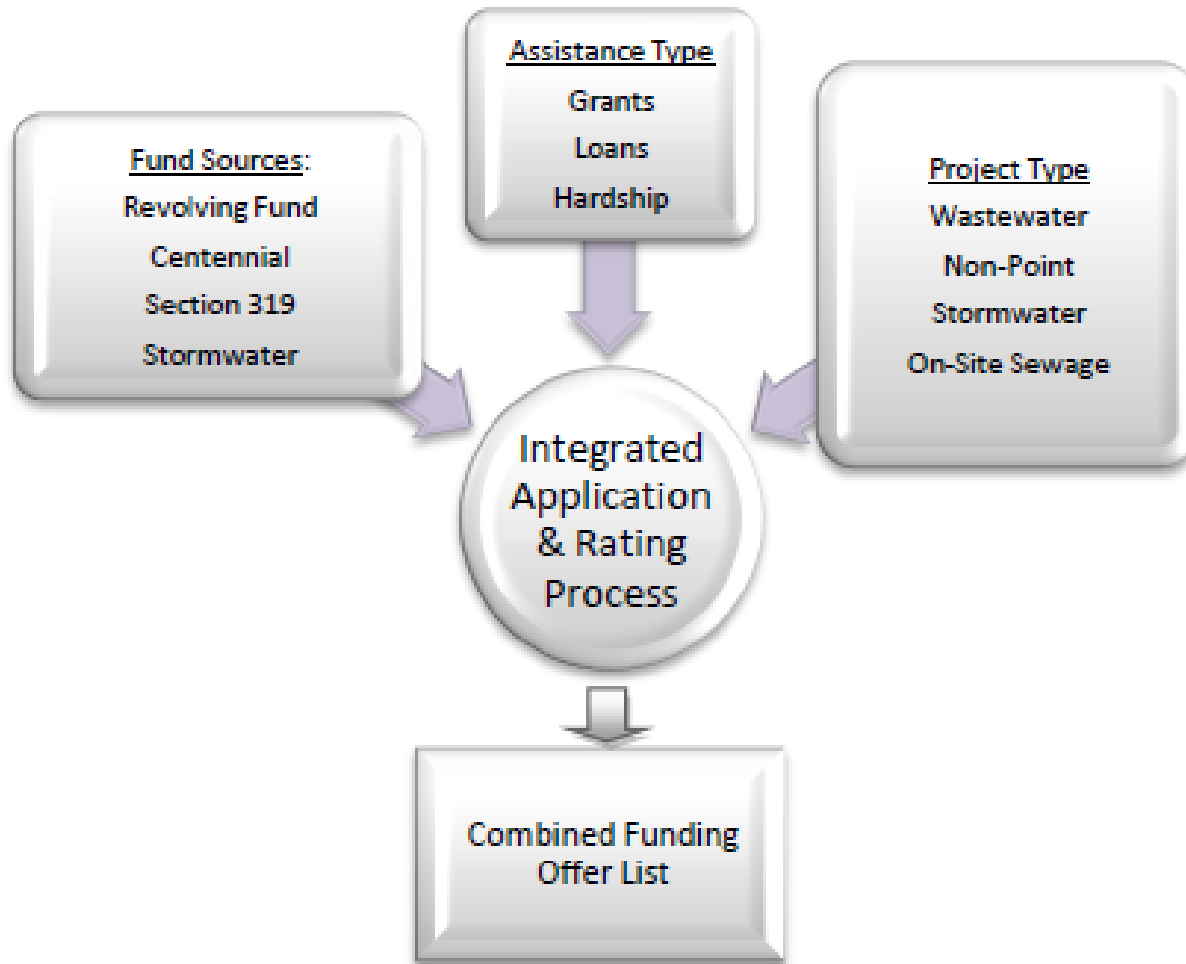 Fund Sources:
Revolving Fund
Centennial
Section 319
Stormwater
Assistance Type
Grants
Loans
Hardship
Project Type
Wastewater
Non-Point
Stormwater
On-Site Sewage
Integrated
Application
& Rating
Process
Combined Funding
Offer List